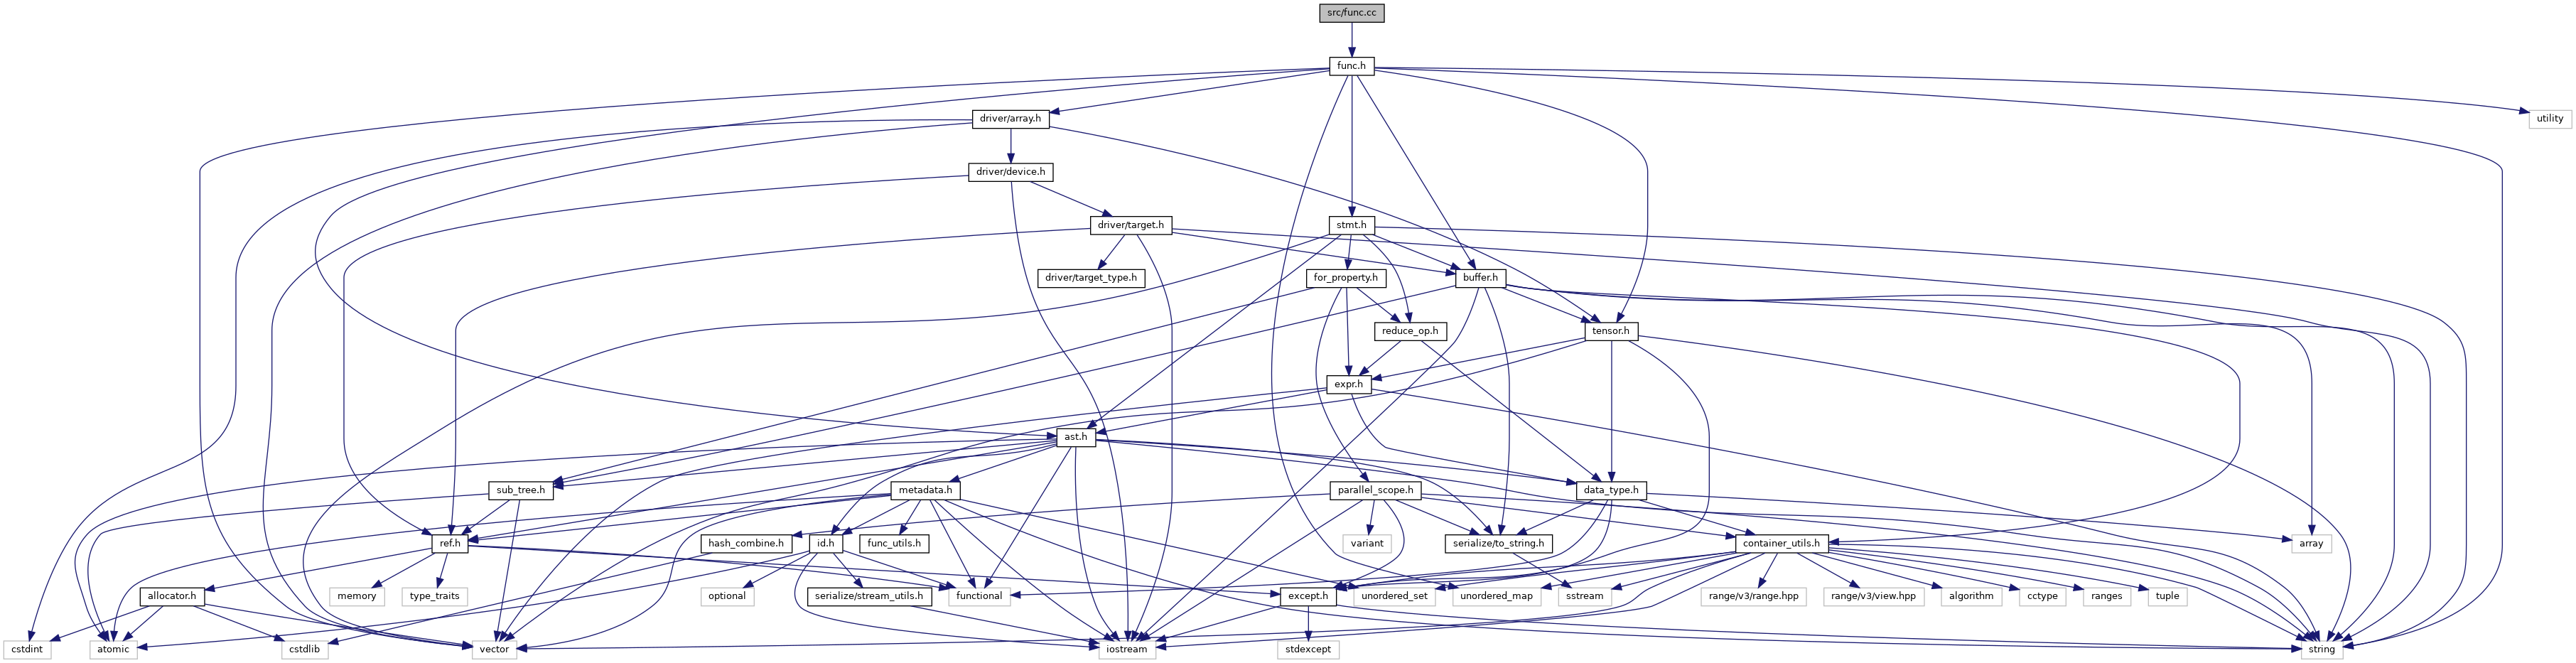 src/func.cc
func.h
driver/array.h
utility
driver/device.h
driver/target.h
stmt.h
driver/target_type.h
for_property.h
buffer.h
reduce_op.h
tensor.h
expr.h
ast.h
sub_tree.h
metadata.h
parallel_scope.h
data_type.h
ref.h
hash_combine.h
id.h
func_utils.h
variant
serialize/to_string.h
container_utils.h
array
allocator.h
memory
type_traits
optional
serialize/stream_utils.h
functional
except.h
unordered_set
unordered_map
sstream
range/v3/range.hpp
range/v3/view.hpp
algorithm
cctype
ranges
tuple
cstdint
atomic
cstdlib
vector
iostream
stdexcept
string